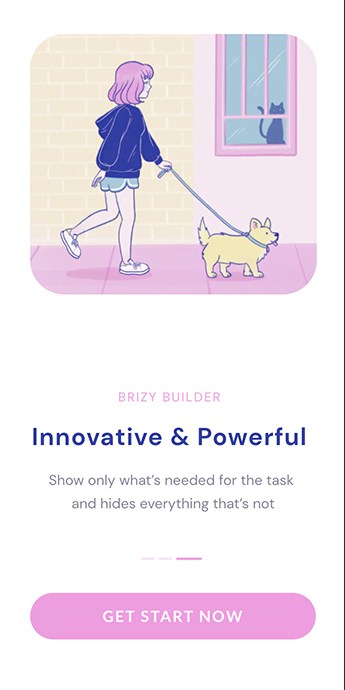 BRIZY BUILDER
Innovative & Powerful
Show only what’s needed for the task
and hides everything that’s not
GET START NOW